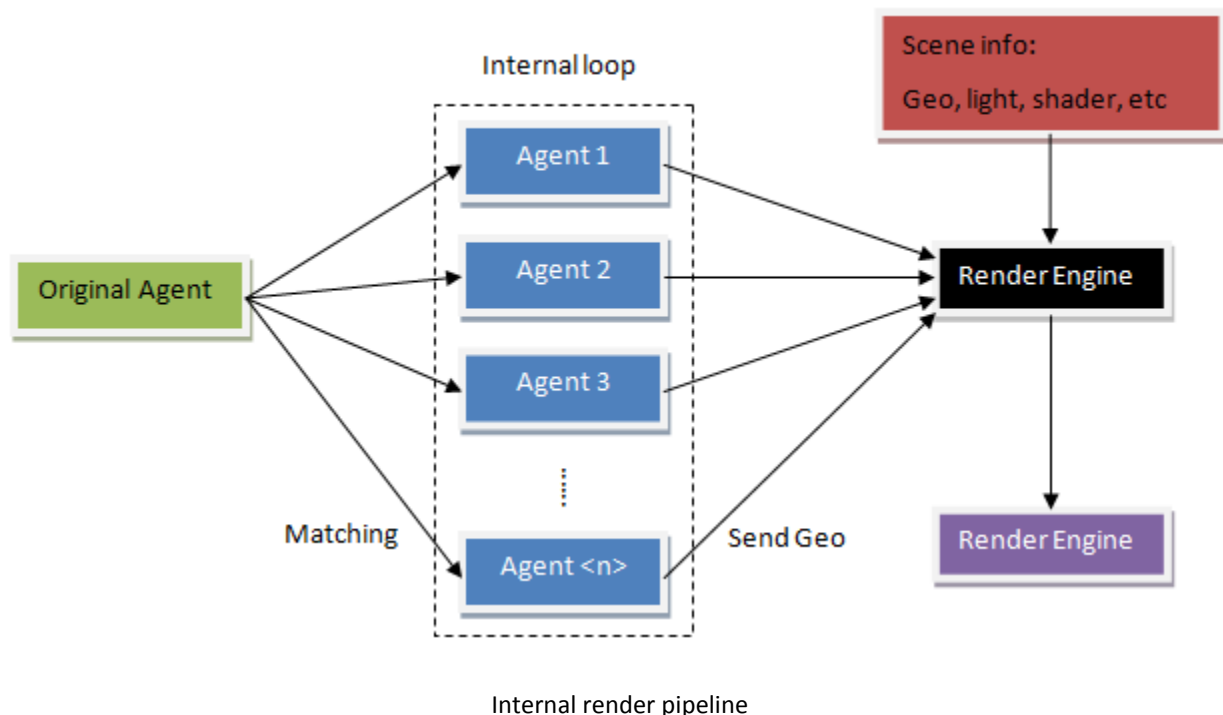 Scene info:
Geo, light, shader, etc
Internal loop
Agent 1
Agent 2
Render Engine
Original Agent
Agent 3
Matching
Send Geo
Render Engine
Agent <n>
Internal render pipeline